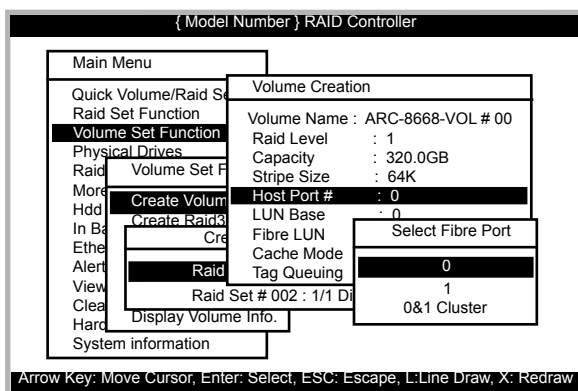 { Model Number } RAID Controller
Main Menu
Quick Volume/Raid Se
Raid Set Function
Volume Set Function
Physical Drives
Raid
More
Hdd
In Ba
Ethe
Alert
View
Clea
Hard
System information
Volume Set F
Create Volum
Create Raid3
Display Volume Info.
Cre
Raid
Raid Set # 002 : 1/1 Di
Volume Creation
Volume Name : ARC-8668-VOL # 00
Raid Level : 1
Capacity : 320.0GB
Stripe Size : 64K
Host Port # : 0
LUN Base : 0
Fibre LUN
Cache Mode
Tag Queuing
Select Fibre Port
0
1
0&1 Cluster
Arrow Key: Move Cursor, Enter: Select, ESC: Escape, L:Line Draw, X: Redraw